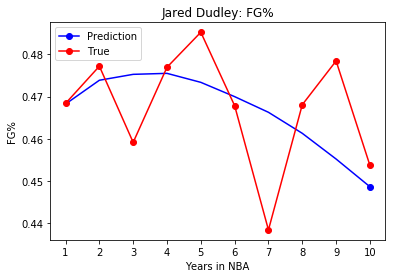 Jared Dudley: FG%
Prediction
True
FG%
0.48
0.47
0.46
0.45
0.44
1 2 3 4 5 6 7 8 9 10
Years in NBA